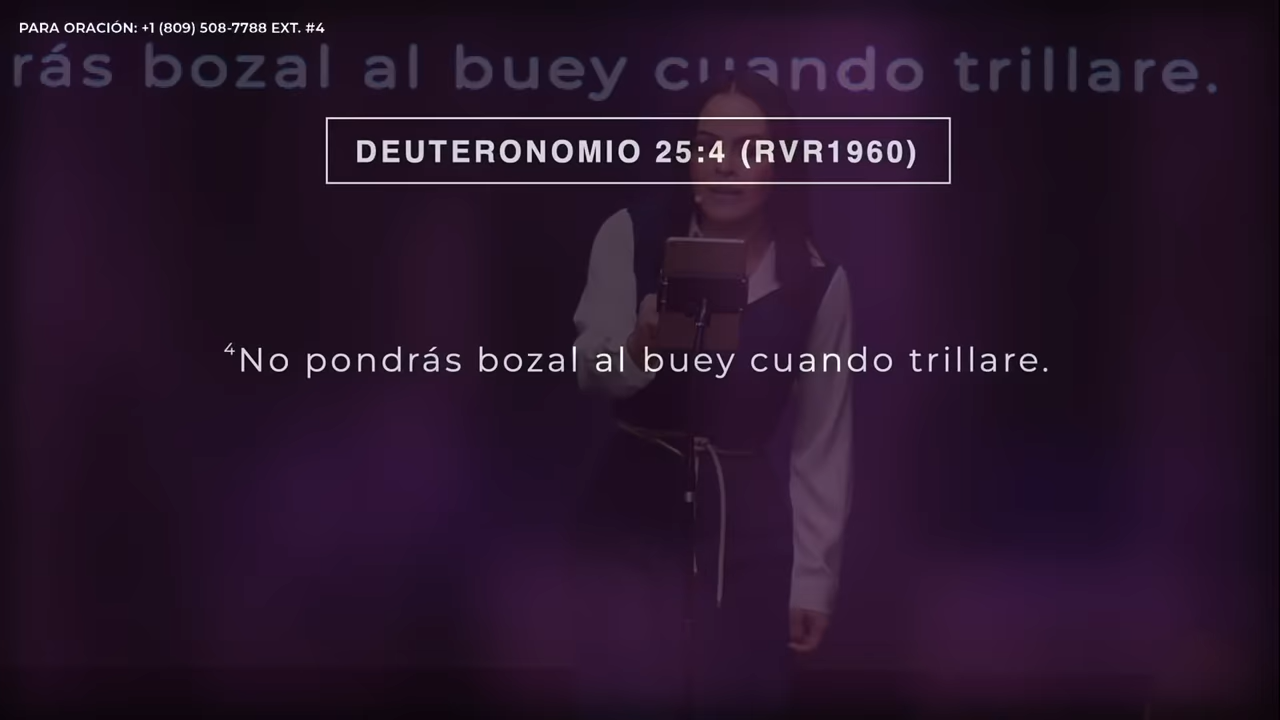 PARA ORACIÓN: +1 (809) 508-7788 EXT. #4
rás bozal al buey cuando trillare.
DEUTERONOMIO 25:4 (RVR1960)
⁴No pondrás bozal al buey cuando trillare.